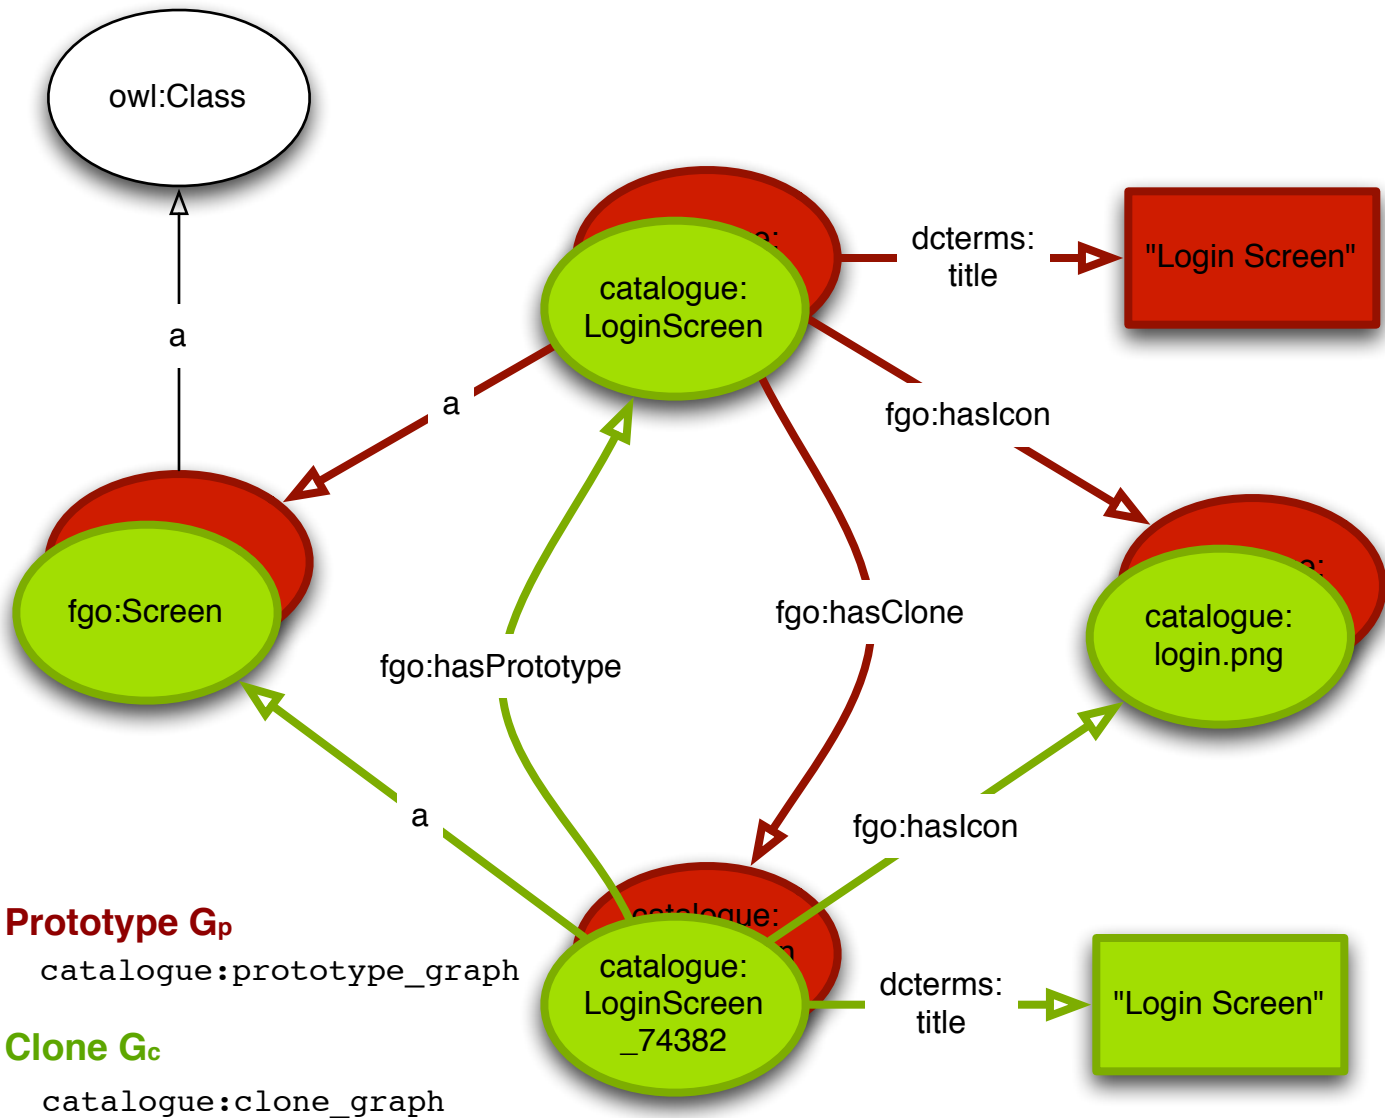 owl:Class
a
e:
catalogue:
LoginScreen
dcterms:
title
"Login Screen"
a
fgo:hasIcon
fgo:Screen
fgo:hasPrototype
fgo:hasClone
e:
catalogue:
login.png
a
fgo:hasIcon
catalogue:
n
catalogue:
LoginScreen
_74382
dcterms:
title
"Login Screen"
Prototype Gp
catalogue:prototype_graph
Clone Gc
catalogue:clone_graph